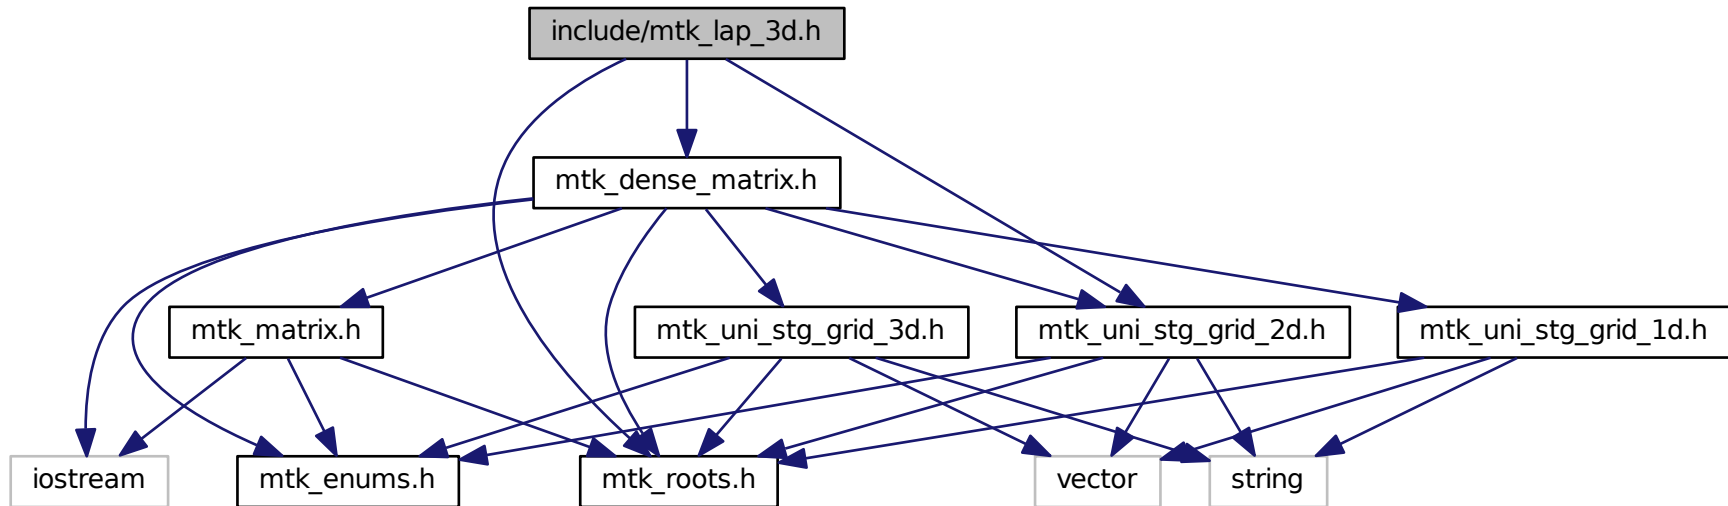 include/mtk_lap_3d.h
mtk_dense_matrix.h
mtk_matrix.h
mtk_uni_stg_grid_3d.h
mtk_uni_stg_grid_2d.h
mtk_uni_stg_grid_1d.h
iostream
mtk_enums.h
mtk_roots.h
vector
string